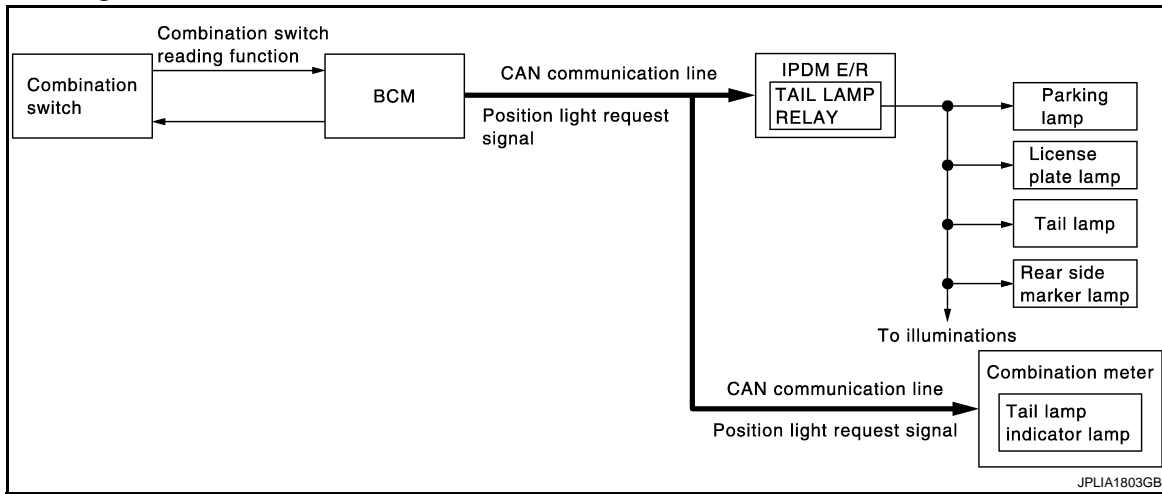 Combination switch
reading function
Combination
switch
BCM
CAN communication line
Position light request
signal
IPDM E/R
TAIL LAMP
RELAY
Parking
lamp
License
plate lamp
Tail lamp
Rear side
marker lamp
To illuminations
CAN communication line
Position light request signal
Combination meter
Tail lamp
indicator lamp
JPLIA1803GB